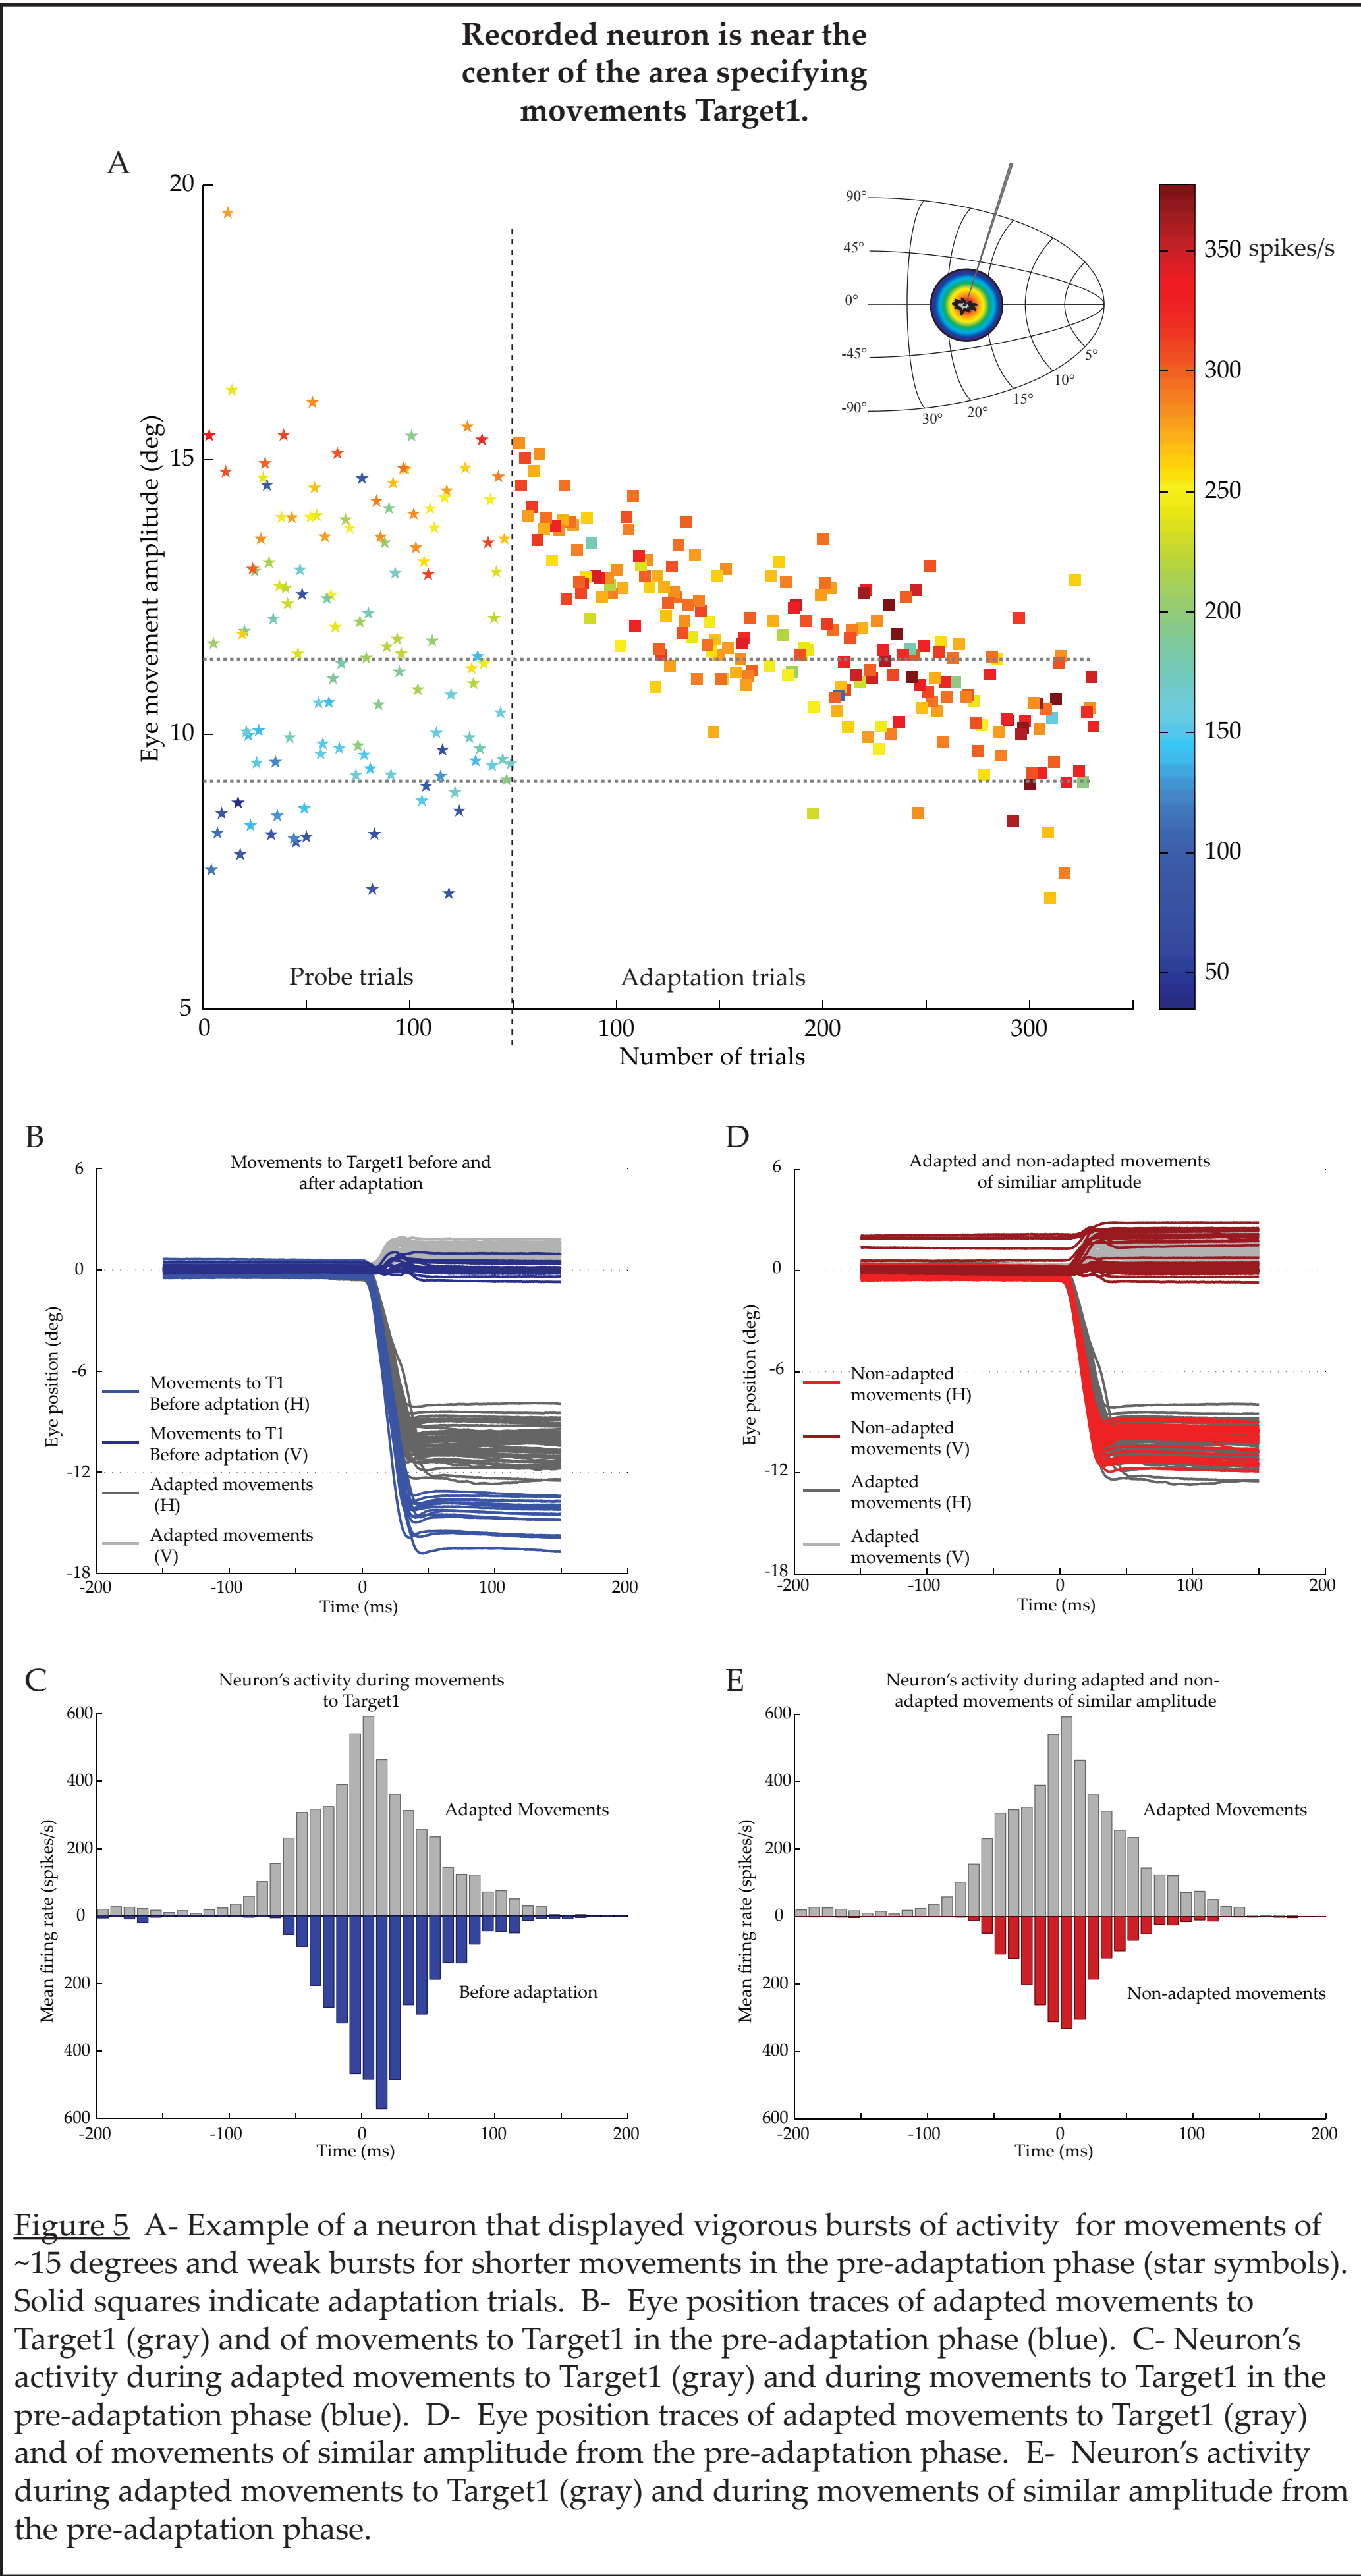 Recorded neuron is near the
center of the area specifying
movements Target1.
A
20
15
10
5
Eye movement amplitude (deg)
90°
45°
0°
-45°
-90°
30°
20°
15°
10°
5°
350 spikes/s
300
250
200
150
100
50
Probe trials
Adaptation trials
0
100
100
200
300
Number of trials
B
Movements to Target1 before and
after adaptation
6
0
-6
-12
-18
Eye position (deg)
Movements to T1
Before adptation (H)
Movements to T1
Before adptation (V)
Adapted movements
(H)
Adapted movements
(V)
-200
-100
0
100
200
Time (ms)
D
Adapted and non-adapted movements
of similiar amplitude
6
0
-6
-12
-18
Eye position (deg)
Non-adapted
movements (H)
Non-adapted
movements (V)
Adapted
movements (H)
Adapted
movements (V)
-200
-100
0
100
200
Time (ms)
C
Neuron's activity during movements
to Target1
600
400
200
0
200
400
600
Mean firing rate (spikes/s)
Adapted Movements
Before adaptation
-200
-100
0
100
200
Time (ms)
E
Neuron's activity during adapted and non-
adapted movements of similar amplitude
600
400
200
0
200
400
600
Mean firing rate (spikes/s)
Adapted Movements
Non-adapted movements
-200
-100
0
100
200
Time (ms)
Figure 5 A- Example of a neuron that displayed vigorous bursts of activity for movements of
~15 degrees and weak bursts for shorter movements in the pre-adaptation phase (star symbols).
Solid squares indicate adaptation trials. B- Eye position traces of adapted movements to
Target1 (gray) and of movements to Target1 in the pre-adaptation phase (blue). C- Neuron's
activity during adapted movements to Target1 (gray) and during movements to Target1 in the
pre-adaptation phase (blue). D- Eye position traces of adapted movements to Target1 (gray)
and of movements of similar amplitude from the pre-adaptation phase. E- Neuron's activity
during adapted movements to Target1 (gray) and during movements of similar amplitude from
the pre-adaptation phase.